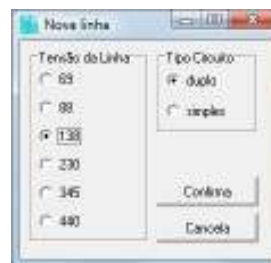 Nova linha
Tensão da Linha
69
88
138
230
345
440
Tipo Circuito
duplo
simples
Confirma
Cancela